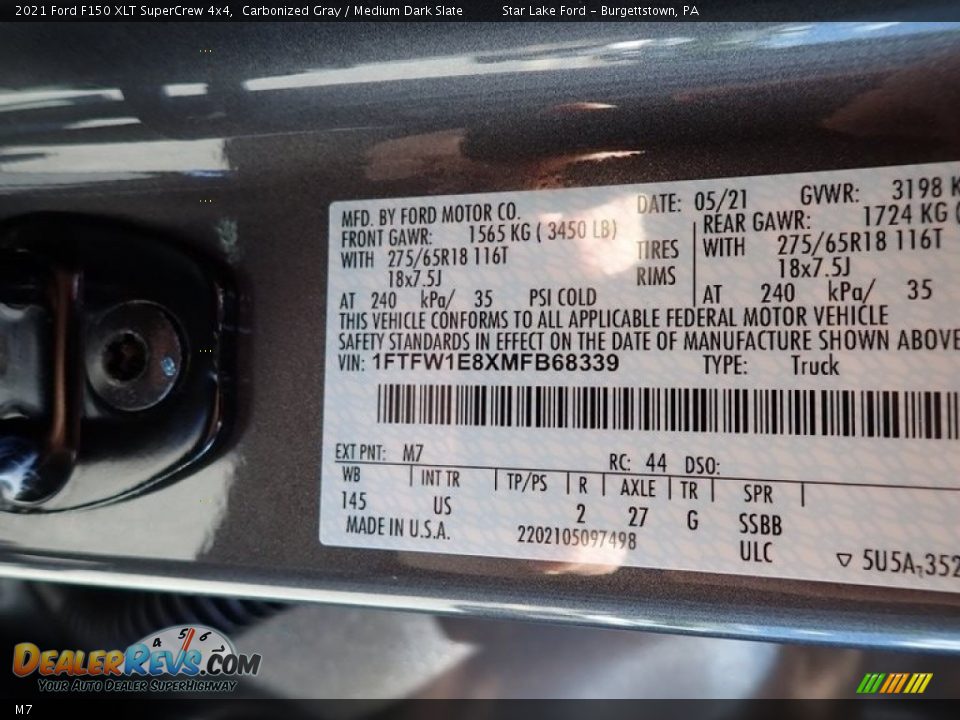 2021 Ford F150 XLT SuperCrew 4x4, Carbonized Gray / Medium Dark Slate Star Lake Ford - Burgettstown, PA
MFD. BY FORD MOTOR CO. DATE: 05/21 GVWR: 3198 K
FRONT GAWR: 1565 KG ( 3450 LB) REAR GAWR: 1724 KG (
WITH 275/65R18 116T TIRES WITH 275/65R18 116T
18x7.5J RIMS 18x7.5J
AT 240 kPa/ 35 PSI COLD AT 240 kPa/ 35
THIS VEHICLE CONFORMS TO ALL APPLICABLE FEDERAL MOTOR VEHICLE
SAFETY STANDARDS IN EFFECT ON THE DATE OF MANUFACTURE SHOWN ABOVE
VIN: 1FTFW1E8XMFB68339 TYPE: Truck
EXT PNT: M7 RC: 44 DSO:
WB INT TR TP/PS R AXLE TR SPR
145 US 2 27 G SSBB
MADE IN U.S.A. 2202105097498 ULC ▽ 5U5A-352
4 5 6
DEALERREVS.COM
YOUR AUTO DEALER SUPERHIGHWAY
M7